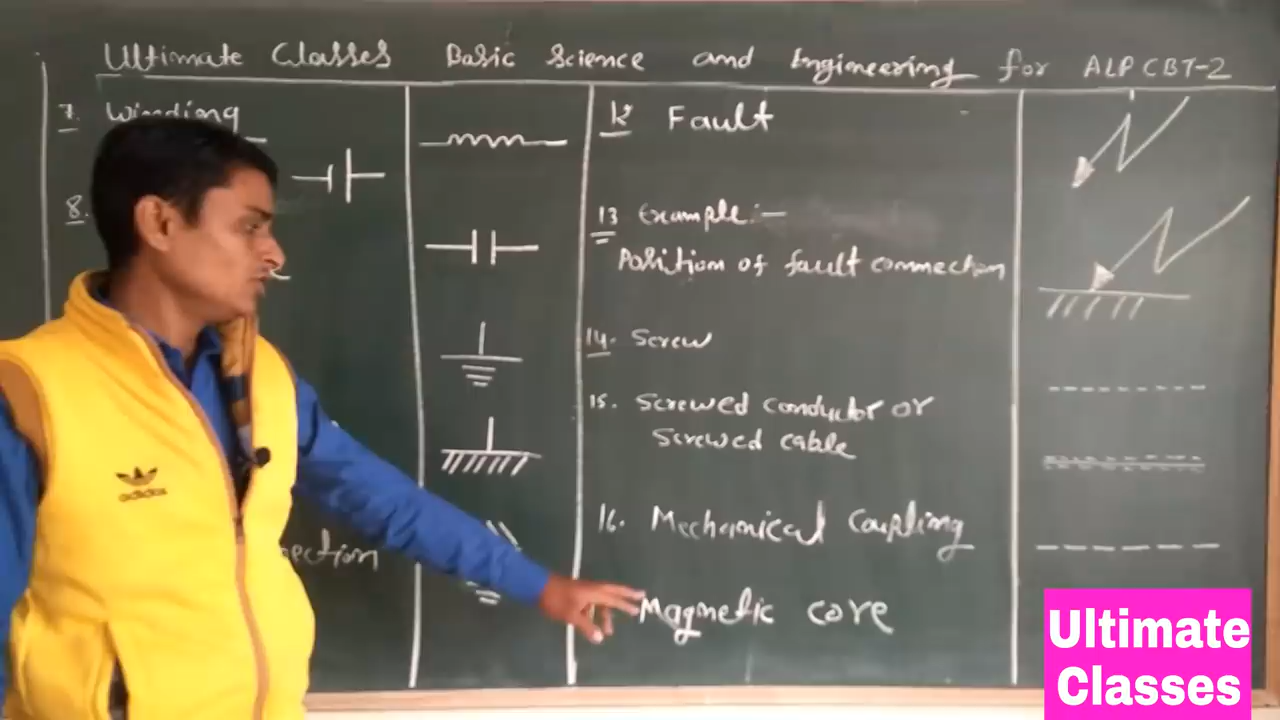 Ultimate Classes Basic Science and Engineering for ALP CBT-2
7. Winding
8.
12 Fault
13 Example:-
Position of fault connection
14. Screw
15. Screwed conductor or
Screwed cable
16. Mechanical Coupling
Magnetic core
adidas
Ultimate
Classes